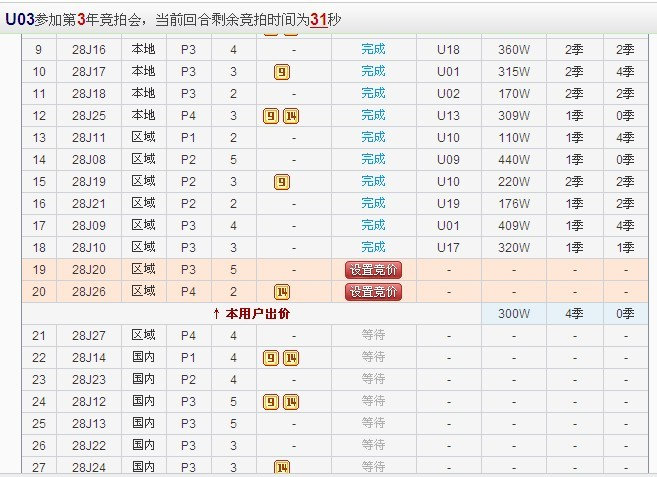 U03参加第3年竞拍会，当前回合剩余竞拍时间为31秒
9 28J16 本地 P3 4 - 完成 U18 360W 2季 2季
10 28J17 本地 P3 3 9 完成 U01 315W 2季 4季
11 28J18 本地 P3 2 - 完成 U02 170W 2季 2季
12 28J25 本地 P4 3 9 14 完成 U13 309W 1季 0季
13 28J11 区域 P1 2 - 完成 U10 110W 1季 4季
14 28J08 区域 P2 5 - 完成 U09 440W 1季 0季
15 28J19 区域 P2 3 9 完成 U10 220W 2季 2季
16 28J21 区域 P2 2 - 完成 U19 176W 1季 2季
17 28J09 区域 P3 4 - 完成 U01 409W 1季 4季
18 28J10 区域 P3 3 - 完成 U17 320W 1季 1季
19 28J20 区域 P3 5 - 设置竞价 - - - -
20 28J26 区域 P4 2 14 设置竞价 - - - -
↑ 本用户出价 300W 4季 0季
21 28J27 区域 P4 4 - 等待 - - - -
22 28J14 国内 P1 4 9 14 等待 - - - -
23 28J23 国内 P2 4 - 等待 - - - -
24 28J12 国内 P3 5 9 14 等待 - - - -
25 28J13 国内 P3 5 - 等待 - - - -
26 28J22 国内 P3 3 - 等待 - - - -
27 28J24 国内 P3 3 14 等待 - - - -